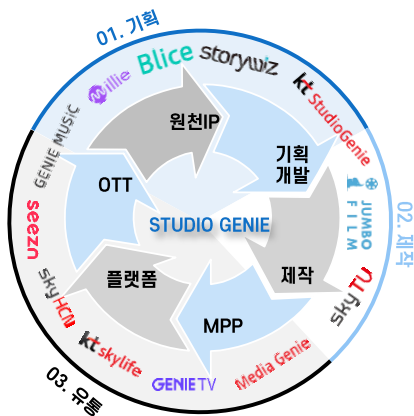 01. 기획
millie
Blice
storywiz
kt StudioGenie
GENIE MUSIC
원천IP
기획
개발
OTT
STUDIO GENIE
JUMBO
FILM
02. 제작
seezn
제작
플랫폼
sky TU
skyHCN
MPP
kt skylife
Media Genie
GENIE TV
03. 유통